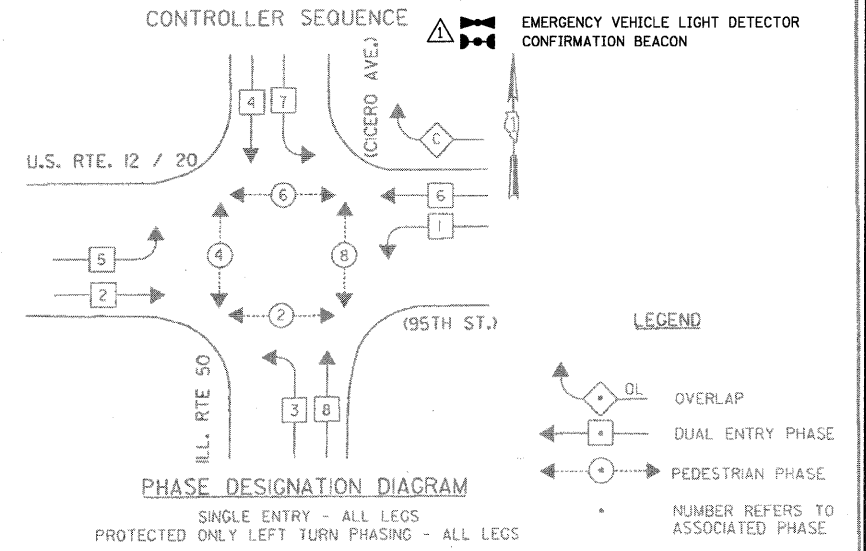 CONTROLLER SEQUENCE
1
EMERGENCY VEHICLE LIGHT DETECTOR
CONFIRMATION BEACON
(CICERO AVE.)
4
7
C
U.S. RTE. 12 / 20
6
6
1
5
4
8
2
2
(95TH ST.)
ILL. RTE 50
3
8
LEGEND
OL
OVERLAP
DUAL ENTRY PHASE
PEDESTRIAN PHASE
NUMBER REFERS TO
ASSOCIATED PHASE
PHASE DESIGNATION DIAGRAM
SINGLE ENTRY - ALL LEGS
PROTECTED ONLY LEFT TURN PHASING - ALL LEGS